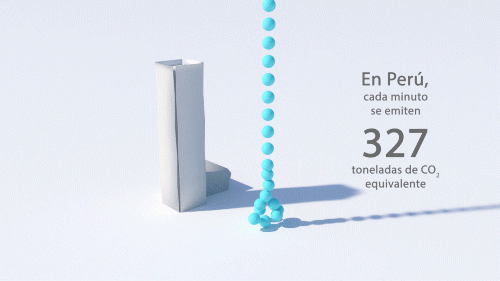 En Perú,
cada minuto
se emiten
327
toneladas de CO2
equivalente